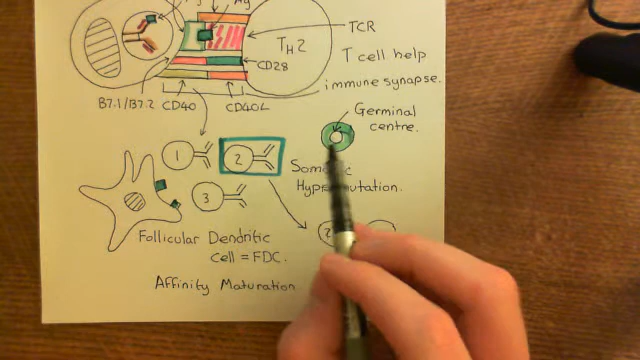 Ag
TCR
TH2
T cell help
CD28
immune synapse.
B7.1/B7.2 CD40 CD40L
Germinal
centre.
1
2
3
Hypermutation.
2
Follicular Dendritic
Cell = FDC.
Affinity Maturation